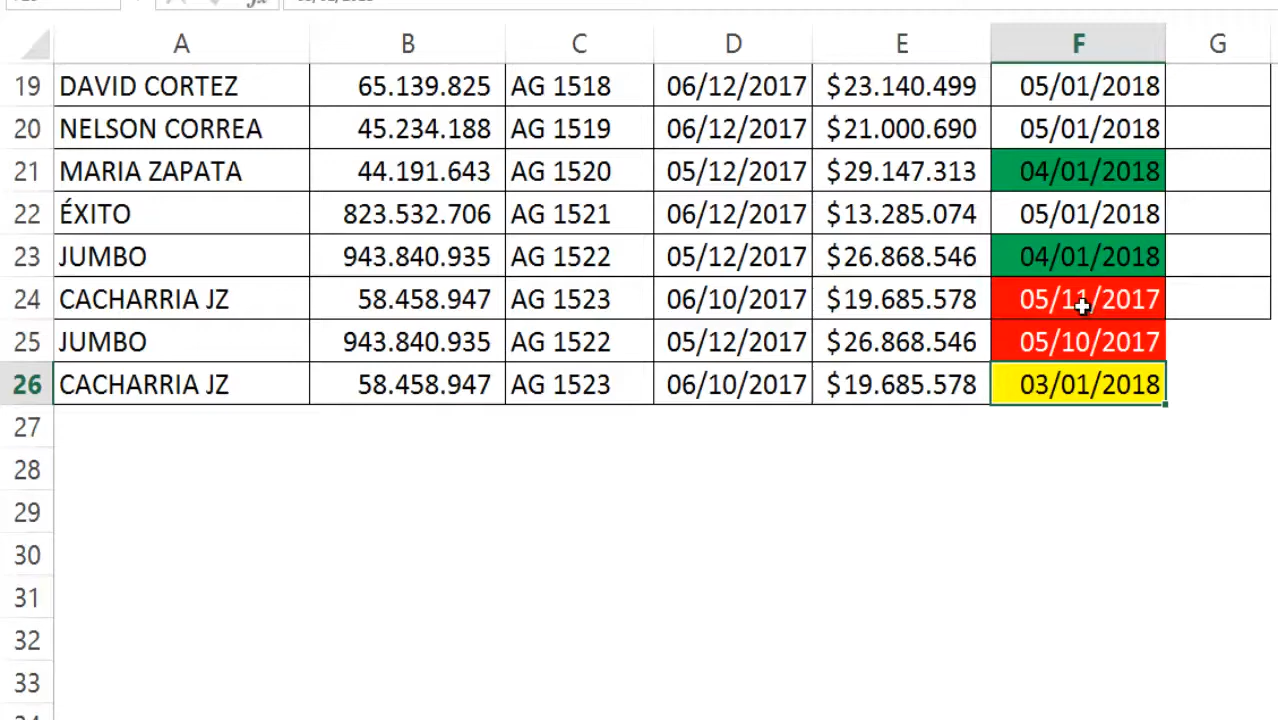 fx
A B C D E F G
19 DAVID CORTEZ 65.139.825 AG 1518 06/12/2017 $23.140.499 05/01/2018
20 NELSON CORREA 45.234.188 AG 1519 06/12/2017 $21.000.690 05/01/2018
21 MARIA ZAPATA 44.191.643 AG 1520 05/12/2017 $29.147.313 04/01/2018
22 ÉXITO 823.532.706 AG 1521 06/12/2017 $13.285.074 05/01/2018
23 JUMBO 943.840.935 AG 1522 05/12/2017 $26.868.546 04/01/2018
24 CACHARRIA JZ 58.458.947 AG 1523 06/10/2017 $19.685.578 05/11/2017
25 JUMBO 943.840.935 AG 1522 05/12/2017 $26.868.546 05/10/2017
26 CACHARRIA JZ 58.458.947 AG 1523 06/10/2017 $19.685.578 03/01/2018
27
28
29
30
31
32
33